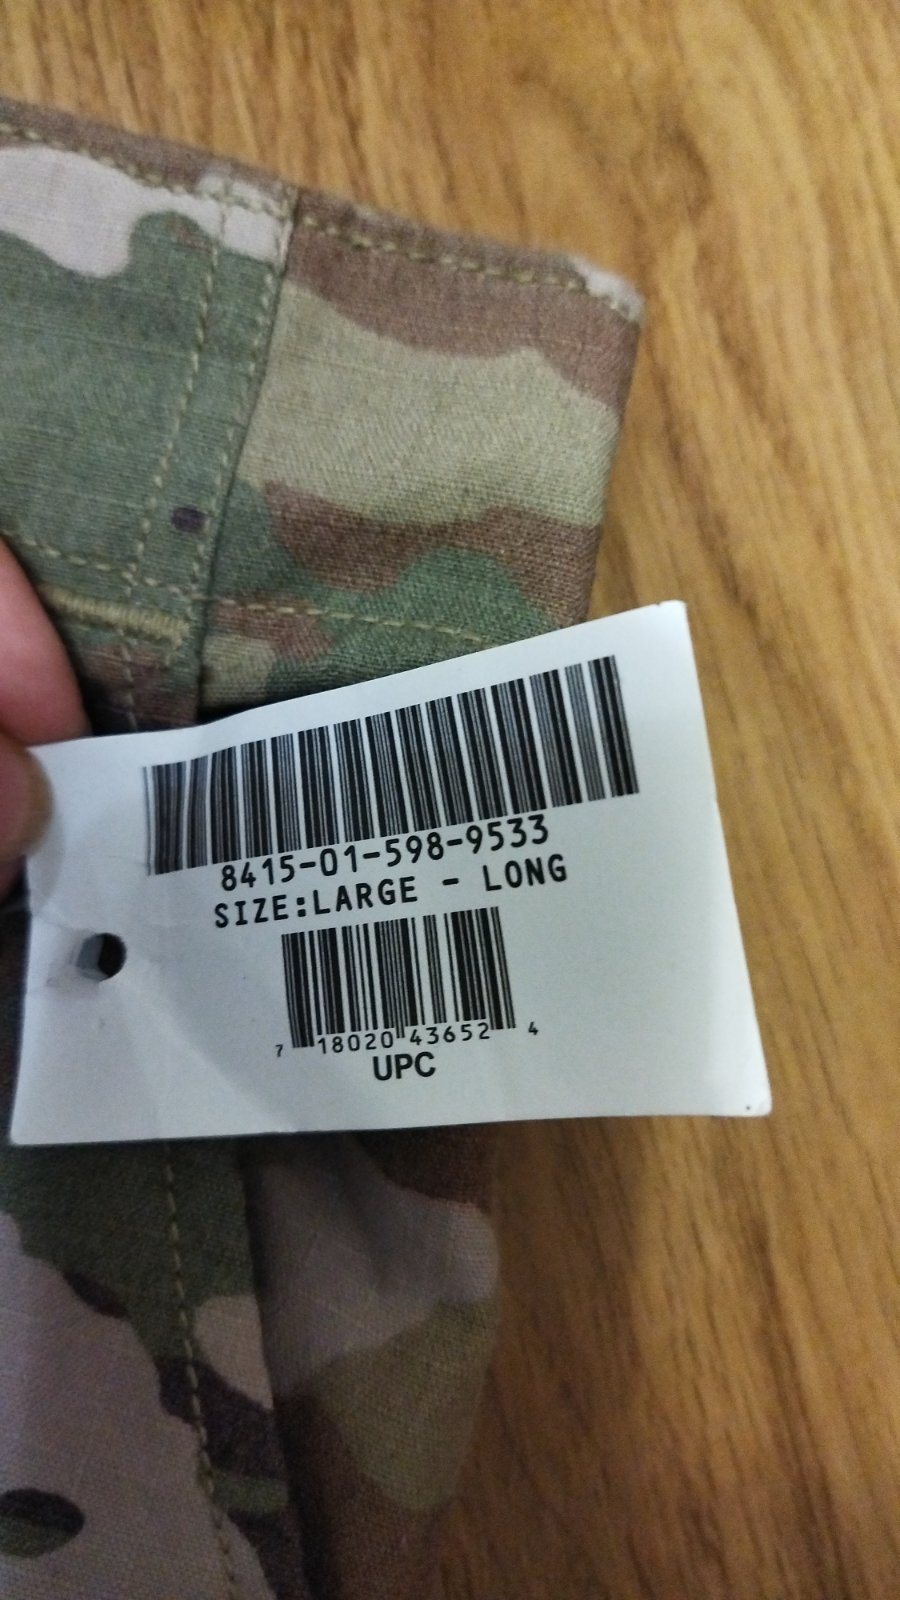 8415-01-598-9533
SIZE:LARGE - LONG
7 18020 43652 4
UPC